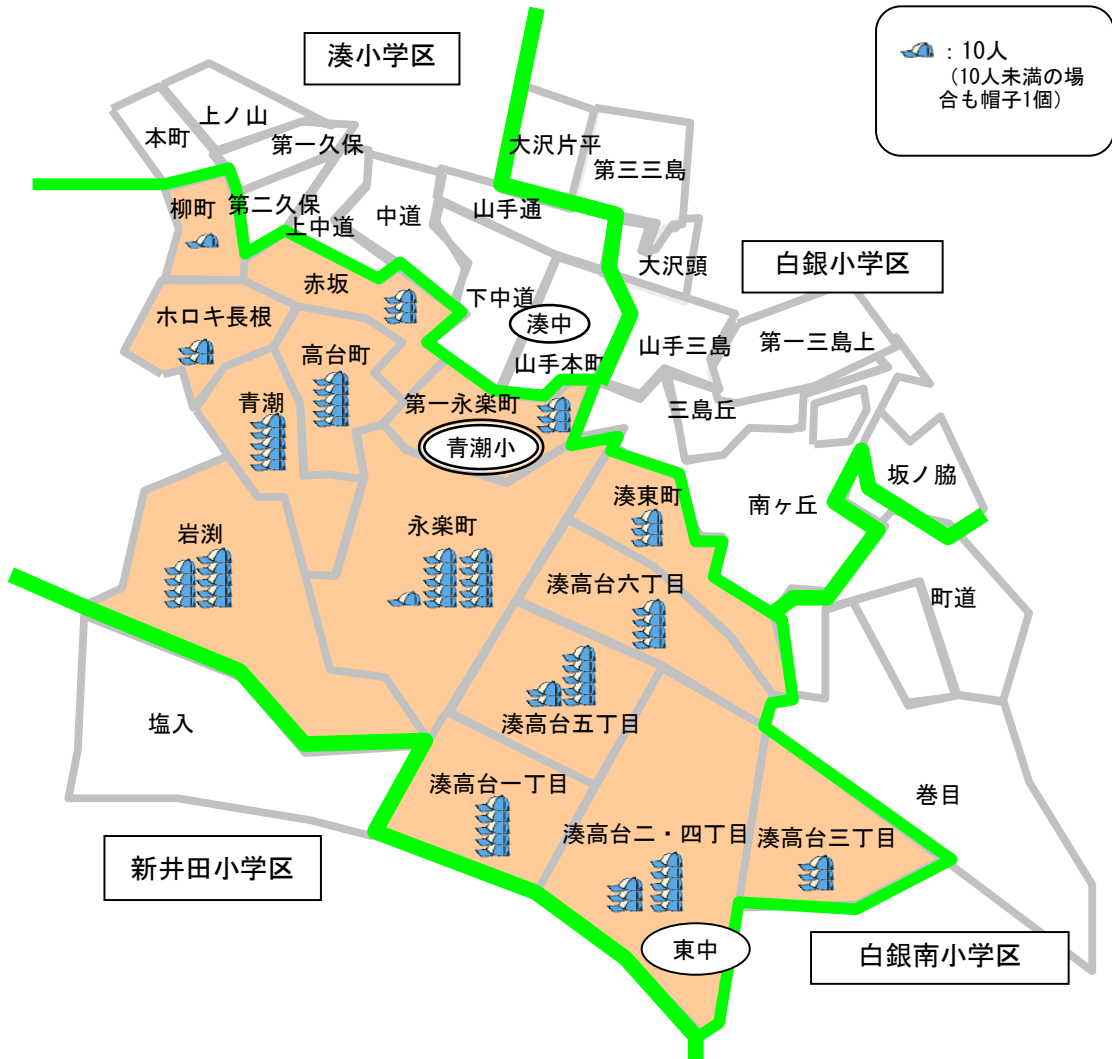 湊小学区
：10人
（10人未満の場
合も帽子1個）
上ノ山
本町
第一久保
大沢片平
第三三島
柳町
第二久保
上中道
中道
山手通
大沢頭
白銀小学区
赤坂
下中道
ホロキ長根
湊中
山手三島
第一三島上
高台町
山手本町
青潮
第一永楽町
三島丘
青潮小
坂ノ脇
湊東町
南ヶ丘
岩渕
永楽町
湊高台六丁目
町道
塩入
湊高台五丁目
湊高台一丁目
巻目
湊高台二・四丁目
湊高台三丁目
新井田小学区
東中
白銀南小学区